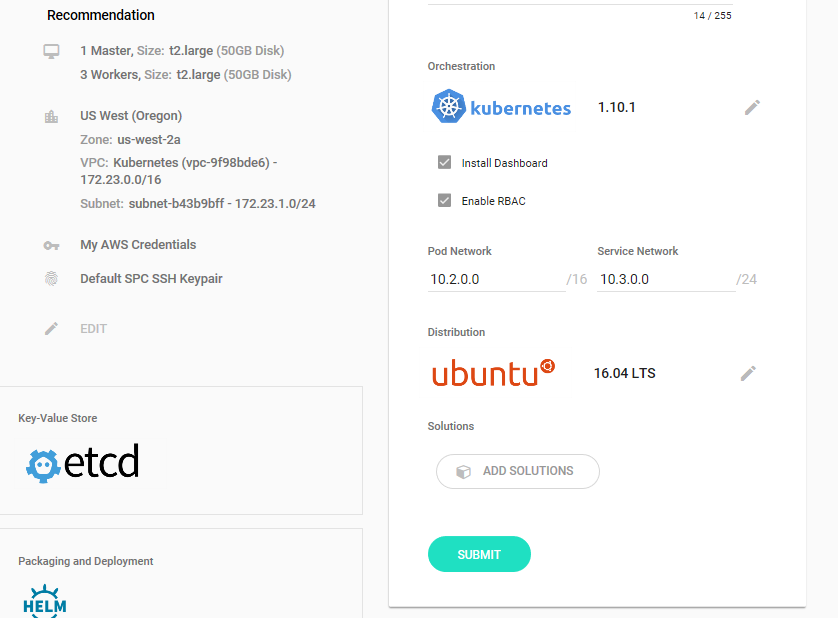 Recommendation
1 Master, Size: t2.large (50GB Disk)
3 Workers, Size: t2.large (50GB Disk)
US West (Oregon)
Zone: us-west-2a
VPC: Kubernetes (vpc-9f98bde6) -
172.23.0.0/16
Subnet: subnet-b43b9bff - 172.23.1.0/24
My AWS Credentials
Default SPC SSH Keypair
EDIT
Key-Value Store
etcd
Packaging and Deployment
HELM
14 / 255
Orchestration
kubernetes 1.10.1
Install Dashboard
Enable RBAC
Pod Network Service Network
10.2.0.0 /16 10.3.0.0 /24
Distribution
ubuntu 16.04 LTS
Solutions
ADD SOLUTIONS
SUBMIT